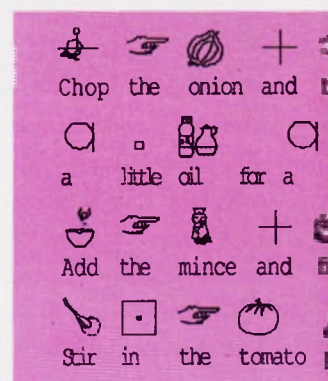 Chop the onion and
a little oil for a
Add the mince and
Stir in the tomato